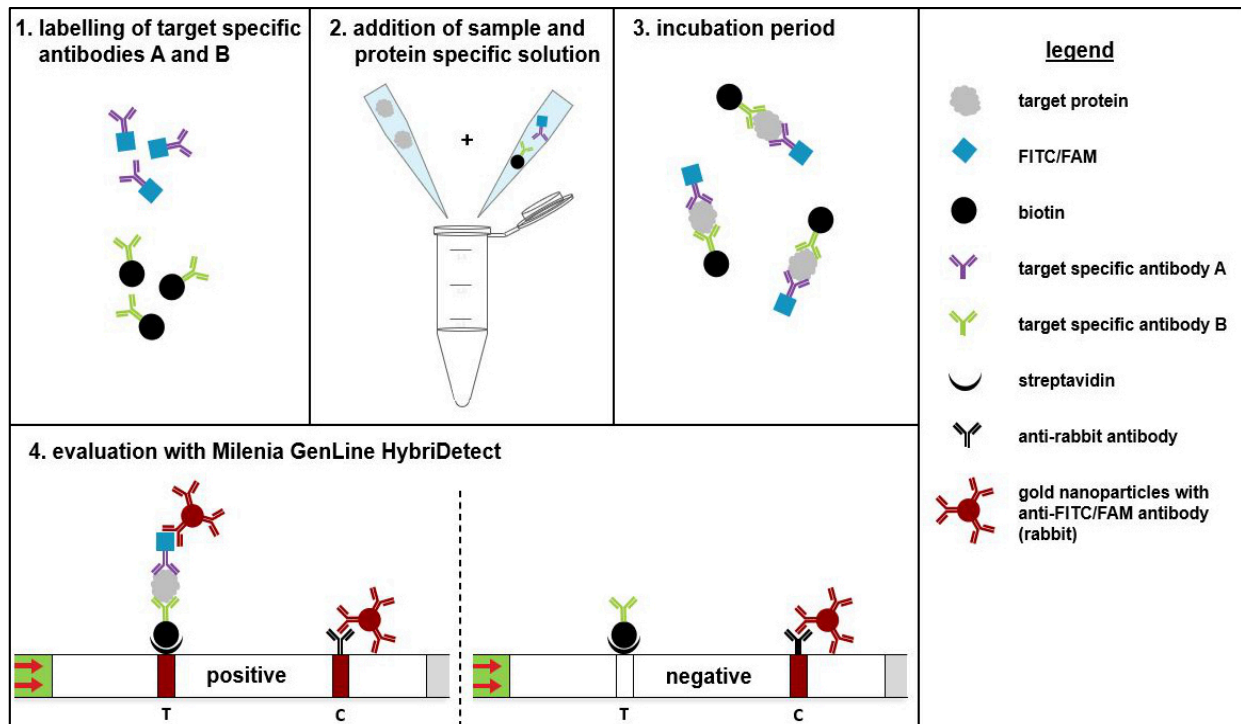 1. labelling of target specific
antibodies A and B
2. addition of sample and
protein specific solution
+
3. incubation period
legend
target protein
FITC/FAM
biotin
target specific antibody A
target specific antibody B
streptavidin
anti-rabbit antibody
gold nanoparticles with
anti-FITC/FAM antibody
(rabbit)
4. evaluation with Milenia GenLine HybriDetect
positive
T
C
negative
T
C